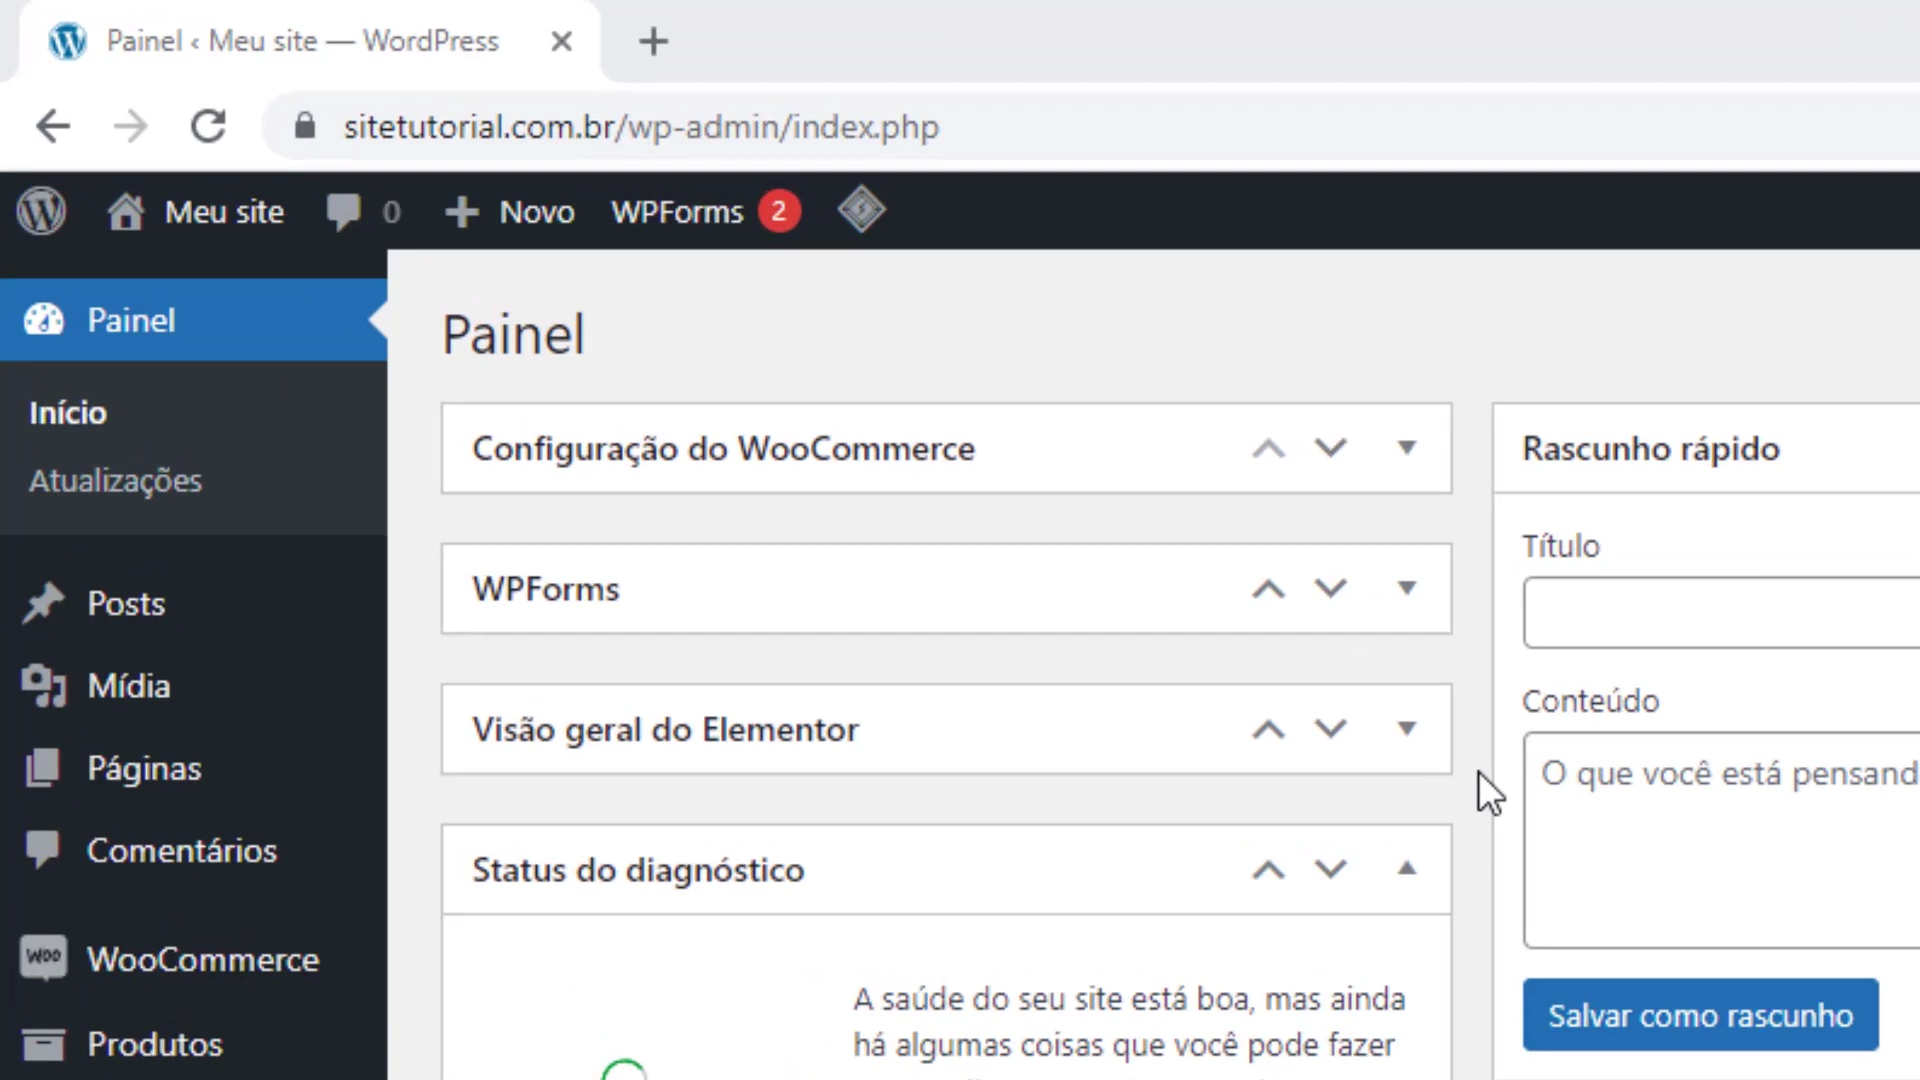 Painel ‹ Meu site — WordPress
sitetutorial.com.br/wp-admin/index.php
Meu site
0
Novo
WPForms
2
Painel
Início
Atualizações
Posts
Mídia
Páginas
Comentários
WooCommerce
Produtos
Painel
Configuração do WooCommerce
WPForms
Visão geral do Elementor
Status do diagnóstico
A saúde do seu site está boa, mas ainda
há algumas coisas que você pode fazer
Rascunho rápido
Título
Conteúdo
O que você está pensand
Salvar como rascunho